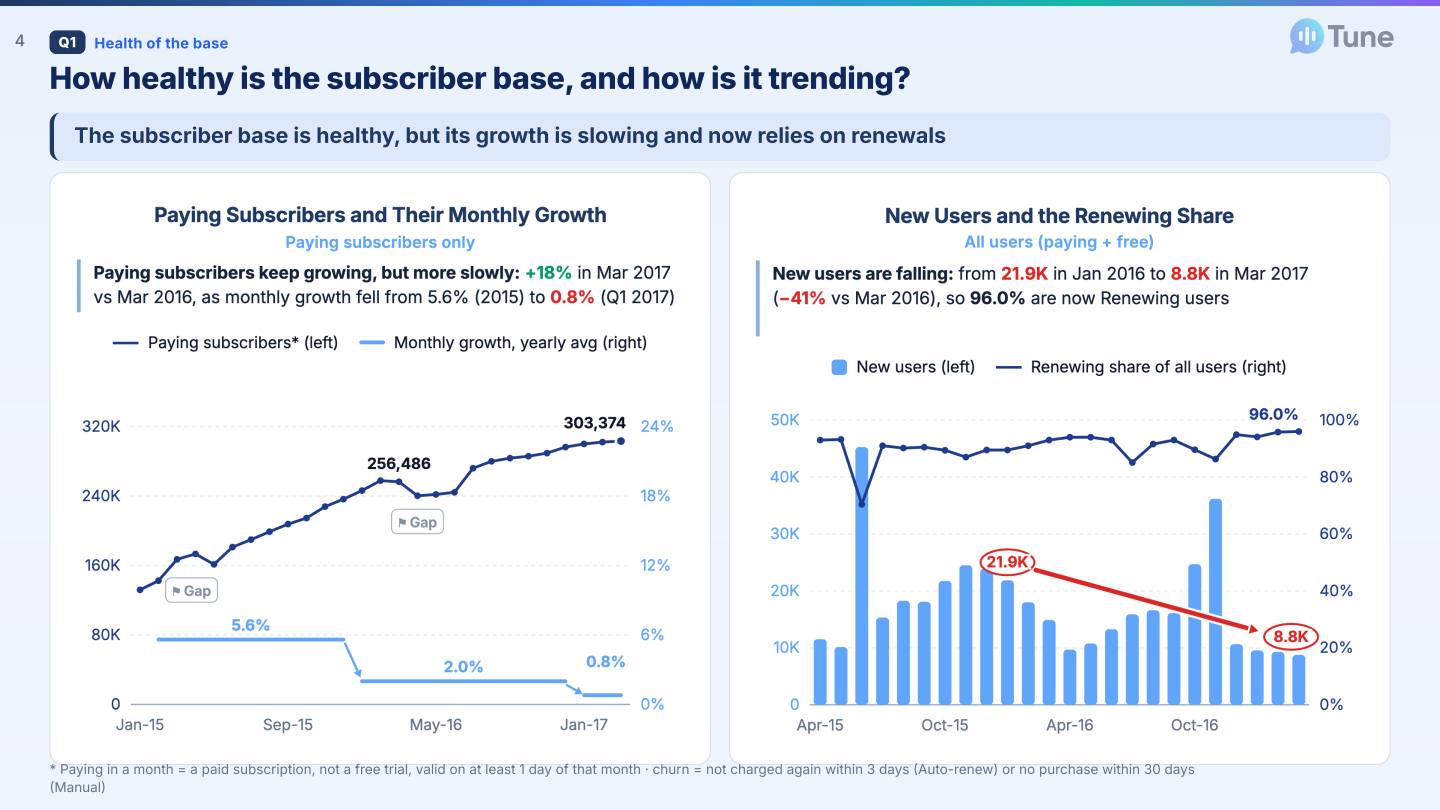 4
Q1
Health of the base
Tune
How healthy is the subscriber base, and how is it trending?
The subscriber base is healthy, but its growth is slowing and now relies on renewals
Paying Subscribers and Their Monthly Growth
Paying subscribers only
Paying subscribers keep growing, but more slowly: +18% in Mar 2017
vs Mar 2016, as monthly growth fell from 5.6% (2015) to 0.8% (Q1 2017)
Paying subscribers* (left)
Monthly growth, yearly avg (right)
303,374
320K
24%
256,486
240K
18%
Gap
160K
12%
Gap
5.6%
80K
6%
2.0%
0.8%
0
0%
Jan-15
Sep-15
May-16
Jan-17
New Users and the Renewing Share
All users (paying + free)
New users are falling: from 21.9K in Jan 2016 to 8.8K in Mar 2017
(−41% vs Mar 2016), so 96.0% are now Renewing users
New users (left)
Renewing share of all users (right)
96.0%
50K
100%
40K
80%
30K
60%
21.9K
20K
40%
8.8K
10K
20%
0
0%
Apr-15
Oct-15
Apr-16
Oct-16
* Paying in a month = a paid subscription, not a free trial, valid on at least 1 day of that month · churn = not charged again within 3 days (Auto-renew) or no purchase within 30 days
(Manual)